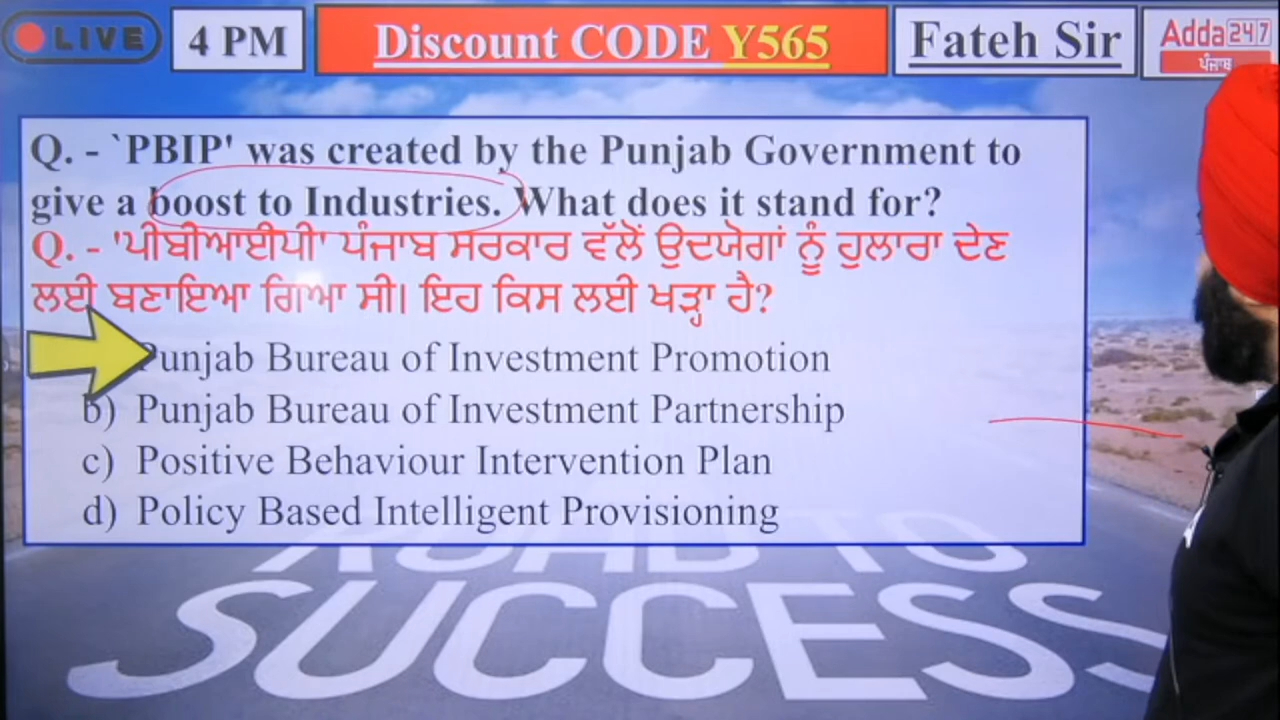 LIVE
4 PM
Discount CODE Y565
Fateh Sir
Adda247
ਪੰਜਾਬ
Q. - `PBIP' was created by the Punjab Government to
give a boost to Industries. What does it stand for?
Q. - 'ਪੀਬੀਆਈਪੀ' ਪੰਜਾਬ ਸਰਕਾਰ ਵੱਲੋਂ ਉਦਯੋਗਾਂ ਨੂੰ ਹੁਲਾਰਾ ਦੇਣ
ਲਈ ਬਣਾਇਆ ਗਿਆ ਸੀ। ਇਹ ਕਿਸ ਲਈ ਖੜ੍ਹਾ ਹੈ?
Punjab Bureau of Investment Promotion
b) Punjab Bureau of Investment Partnership
c) Positive Behaviour Intervention Plan
d) Policy Based Intelligent Provisioning
ROAD TO
SUCCESS